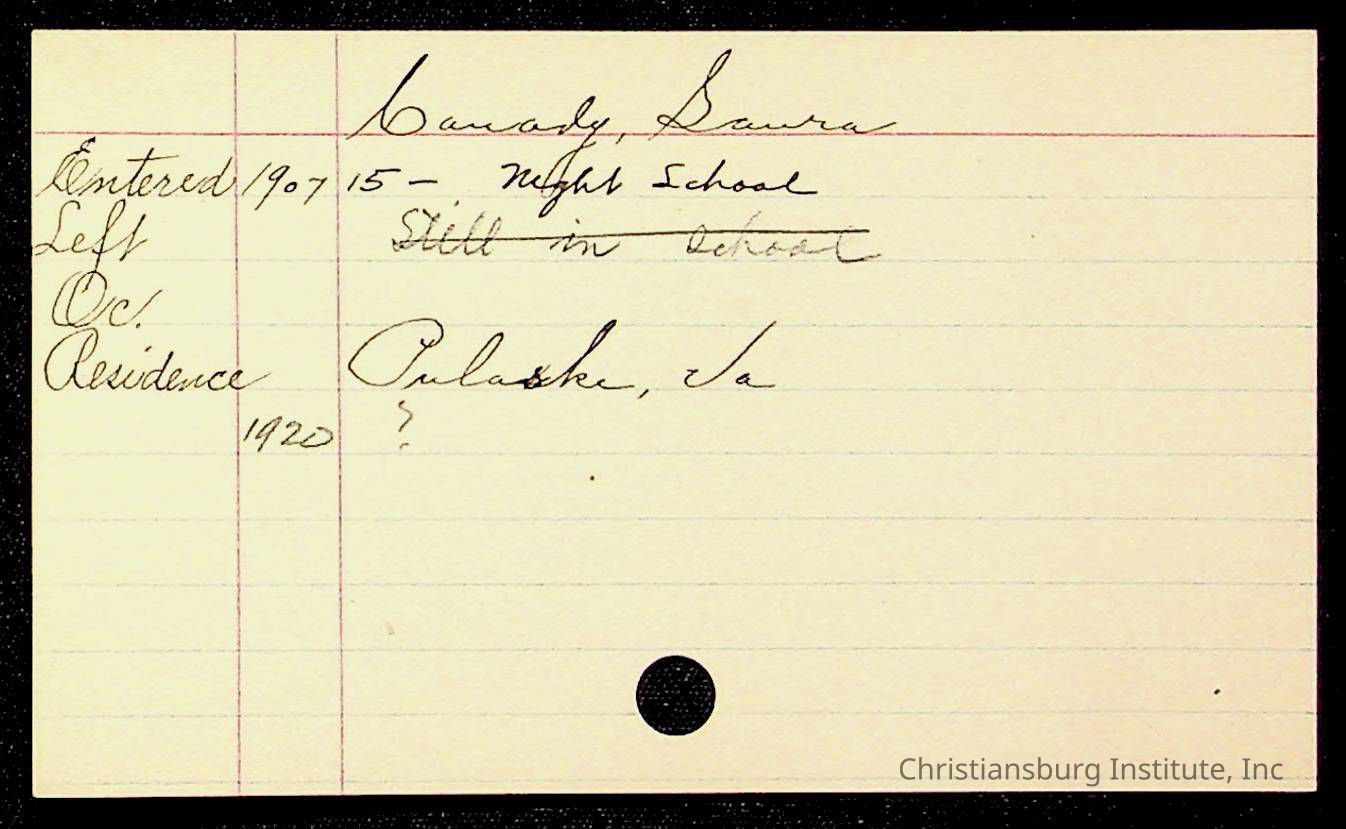 Canady, Laura
Entered 1907 15 - Night School
Left Still in School
Oc.
Residence Pulaski, Va
1920 ?
Christiansburg Institute, Inc